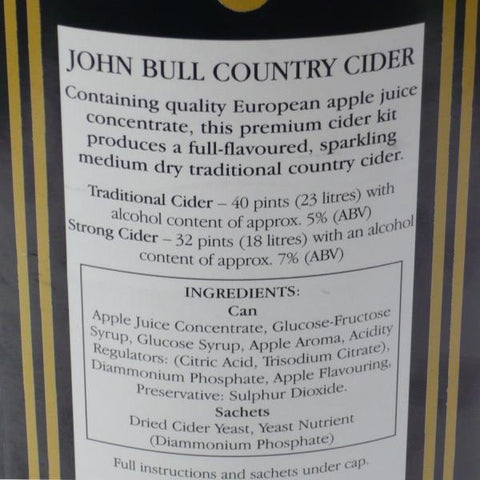 JOHN BULL COUNTRY CIDER
Containing quality European apple juice
concentrate, this premium cider kit
produces a full-flavoured, sparkling
medium dry traditional country cider.
Traditional Cider – 40 pints (23 litres) with
alcohol content of approx. 5% (ABV)
Strong Cider – 32 pints (18 litres) with an alcohol
content of approx. 7% (ABV)
INGREDIENTS:
Can
Apple Juice Concentrate, Glucose-Fructose
Syrup, Glucose Syrup, Apple Aroma, Acidity
Regulators: (Citric Acid, Trisodium Citrate),
Diammonium Phosphate, Apple Flavouring,
Preservative: Sulphur Dioxide.
Sachets
Dried Cider Yeast, Yeast Nutrient
(Diammonium Phosphate)
Full instructions and sachets under cap.